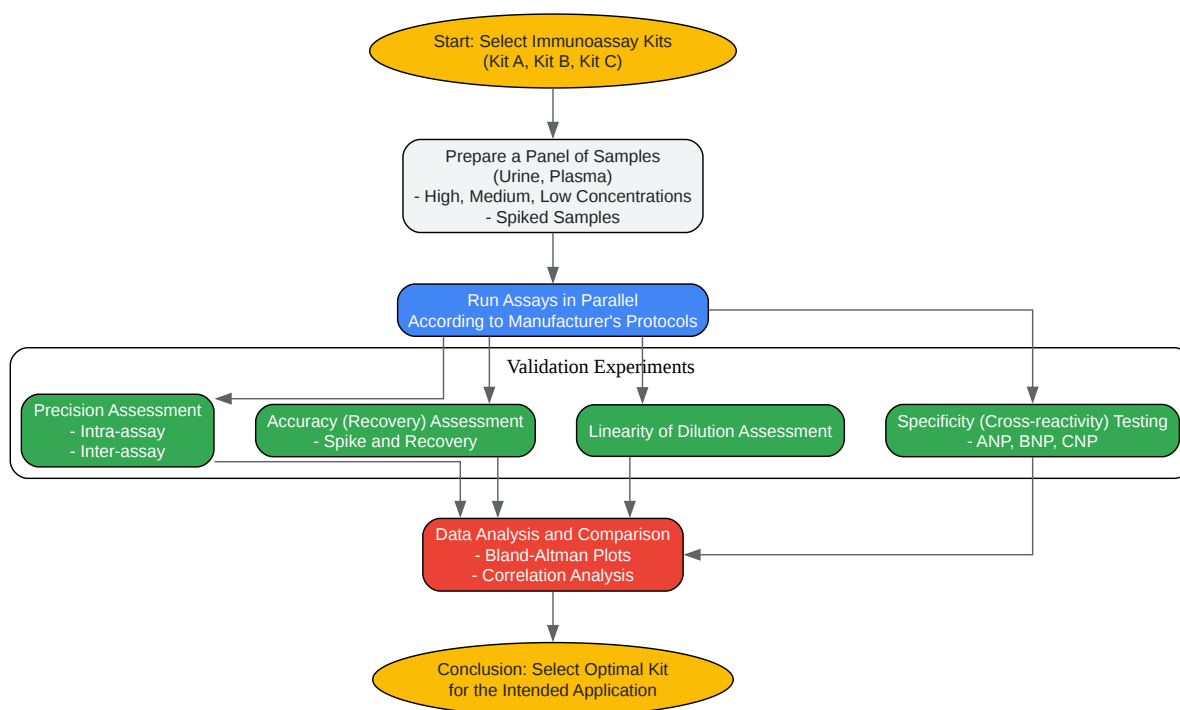 Start: Select Immunoassay Kits
(Kit A, Kit B, Kit C)
Prepare a Panel of Samples
(Urine, Plasma)
- High, Medium, Low Concentrations
- Spiked Samples
Run Assays in Parallel
According to Manufacturer's Protocols
Validation Experiments
Precision Assessment
- Intra-assay
- Inter-assay
Accuracy (Recovery) Assessment
- Spike and Recovery
Linearity of Dilution Assessment
Specificity (Cross-reactivity) Testing
- ANP, BNP, CNP
Data Analysis and Comparison
- Bland-Altman Plots
- Correlation Analysis
Conclusion: Select Optimal Kit
for the Intended Application